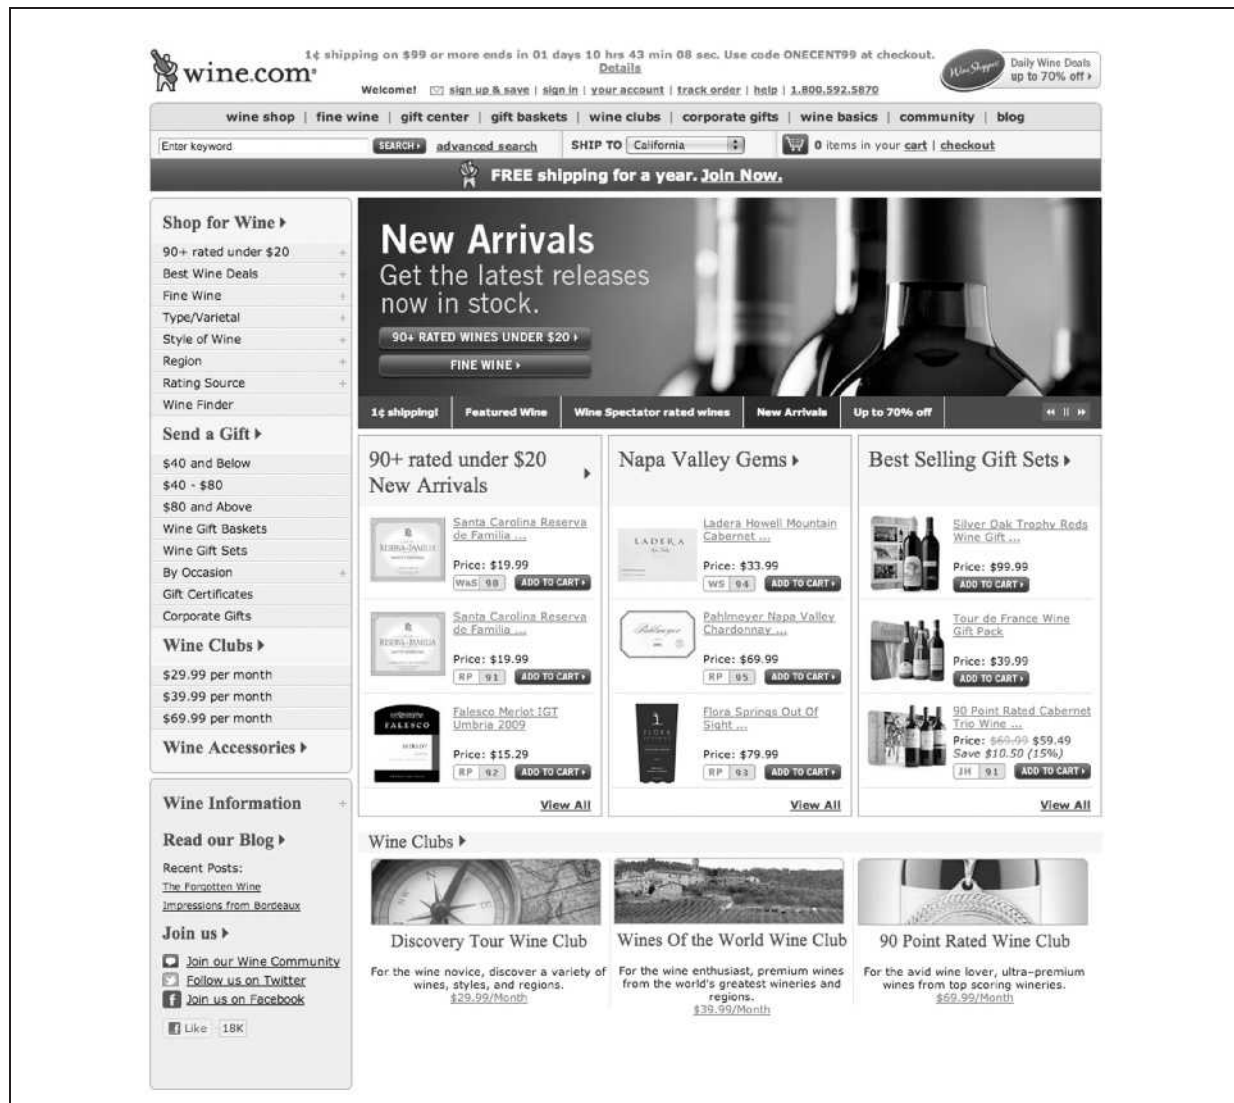 1¢ shipping on $99 or more ends in 01 days 10 hrs 43 min 08 sec. Use code ONECENT99 at checkout.
Details
wine.com
Daily Wine Deals
up to 70% off
Welcome! sign up & save | sign in | your account | track order | help | 1.800.592.5870
wine shop | fine wine | gift center | gift baskets | wine clubs | corporate gifts | wine basics | community | blog
Enter keyword SEARCH advanced search SHIP TO California 0 items in your cart | checkout
FREE shipping for a year. Join Now.
Shop for Wine
90+ rated under $20 +
Best Wine Deals +
Fine Wine +
Type/Varietal +
Style of Wine +
Region +
Rating Source +
Wine Finder
Send a Gift
$40 and Below
$40 - $80
$80 and Above
Wine Gift Baskets
Wine Gift Sets
By Occasion +
Gift Certificates
Corporate Gifts
Wine Clubs
$29.99 per month
$39.99 per month
$69.99 per month
Wine Accessories
Wine Information +
Read our Blog
Recent Posts:
The Forgotten Wine
Impressions from Bordeaux
Join us
Join our Wine Community
Follow us on Twitter
Join us on Facebook
Like 18K
New Arrivals
Get the latest releases
now in stock.
90+ RATED WINES UNDER $20
FINE WINE
1¢ shipping! Featured Wine Wine Spectator rated wines New Arrivals Up to 70% off
90+ rated under $20
New Arrivals
Santa Carolina Reserva
de Familia ...
Price: $19.99
W&S 90 ADD TO CART
Santa Carolina Reserva
de Familia ...
Price: $19.99
RP 91 ADD TO CART
FALESCO
MERLOT
Falesco Merlot IGT
Umbria 2009
Price: $15.29
RP 92 ADD TO CART
View All
Napa Valley Gems
LADERA
Ladera Howell Mountain
Cabernet ...
Price: $33.99
WS 94 ADD TO CART
Pahlmeyer
Pahlmeyer Napa Valley
Chardonnay ...
Price: $69.99
RP 95 ADD TO CART
FLORA
Flora Springs Out Of
Sight ...
Price: $79.99
RP 93 ADD TO CART
View All
Best Selling Gift Sets
Silver Oak Trophy Reds
Wine Gift ...
Price: $99.99
ADD TO CART
Tour de France Wine
Gift Pack
Price: $39.99
ADD TO CART
90 Point Rated Cabernet
Trio Wine ...
Price: $69.99 $59.49
Save $10.50 (15%)
JH 91 ADD TO CART
View All
Wine Clubs
Discovery Tour Wine Club
For the wine novice, discover a variety of
wines, styles, and regions.
$29.99/Month
Wines Of the World Wine Club
For the wine enthusiast, premium wines
from the world's greatest wineries and
regions.
$39.99/Month
90 Point Rated Wine Club
For the avid wine lover, ultra-premium
wines from top scoring wineries.
$69.99/Month